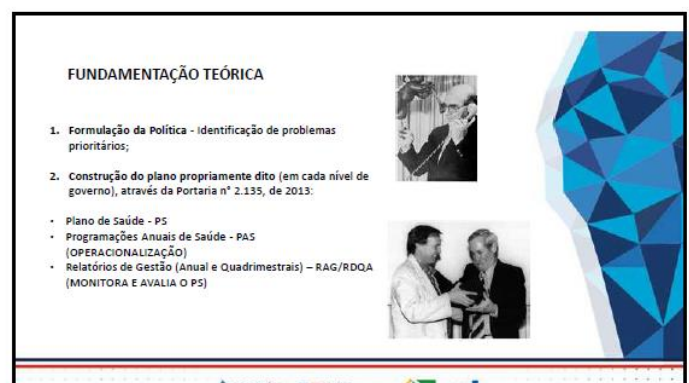 FUNDAMENTAÇÃO TEÓRICA
1. Formulação da Política - Identificação de problemas
prioritários;
2. Construção do plano propriamente dito (em cada nível de
governo), através da Portaria n° 2.135, de 2013:
• Plano de Saúde - PS
• Programações Anuais de Saúde - PAS
(OPERACIONALIZAÇÃO)
• Relatórios de Gestão (Anual e Quadrimestrais) – RAG/RDQA
(MONITORA E AVALIA O PS)